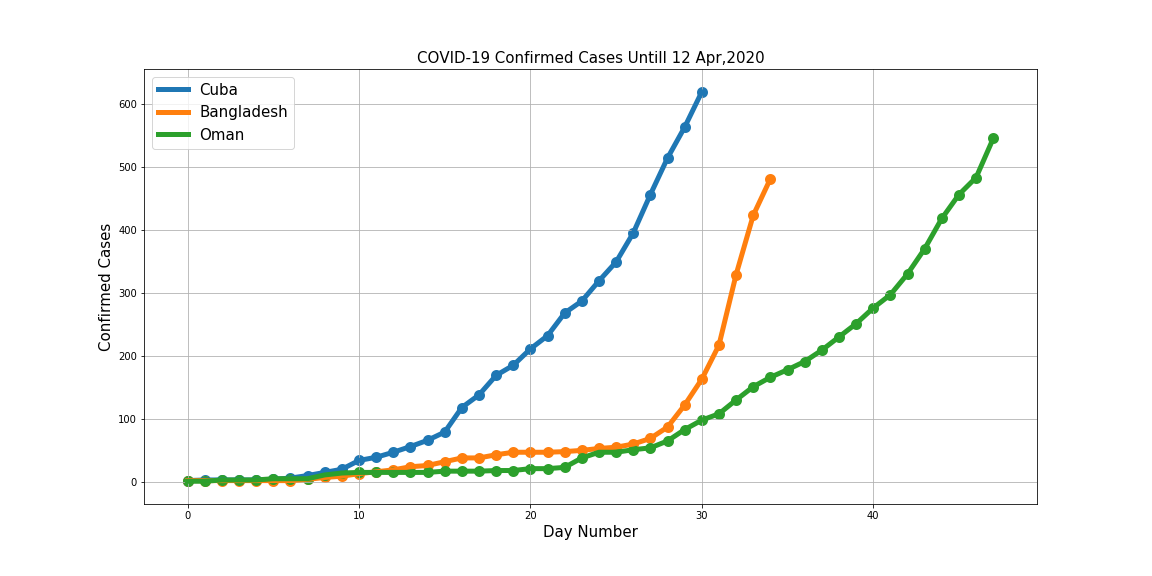 COVID-19 Confirmed Cases Untill 12 Apr,2020
Cuba
Bangladesh
Oman
Confirmed Cases
600
500
400
300
200
100
0
0 10 20 30 40
Day Number